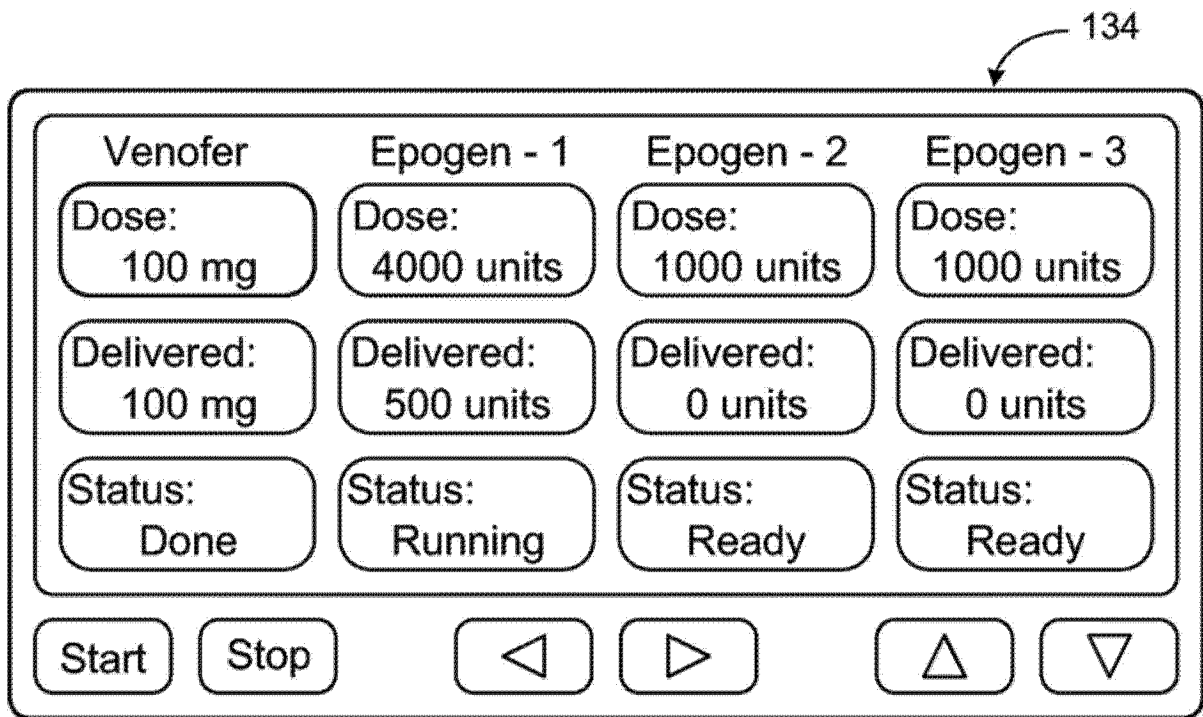 134
Venofer Epogen - 1 Epogen - 2 Epogen - 3
Dose: Dose: Dose: Dose:
100 mg 4000 units 1000 units 1000 units
Delivered: Delivered: Delivered: Delivered:
100 mg 500 units 0 units 0 units
Status: Status: Status: Status:
Done Running Ready Ready
Start Stop